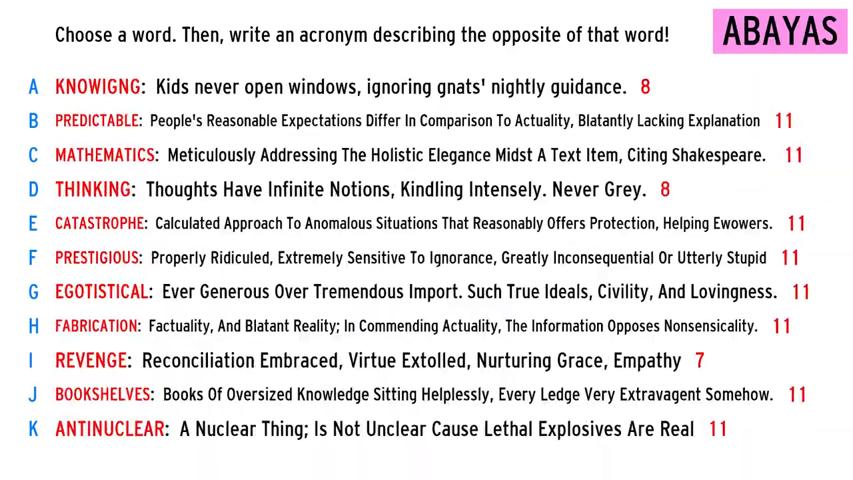 Choose a word. Then, write an acronym describing the opposite of that word!
ABAYAS
A KNOWIGNG: Kids never open windows, ignoring gnats' nightly guidance. 8
B PREDICTABLE: People's Reasonable Expectations Differ In Comparison To Actuality, Blatantly Lacking Explanation 11
C MATHEMATICS: Meticulously Addressing The Holistic Elegance Midst A Text Item, Citing Shakespeare. 11
D THINKING: Thoughts Have Infinite Notions, Kindling Intensely. Never Grey. 8
E CATASTROPHE: Calculated Approach To Anomalous Situations That Reasonably Offers Protection, Helping Ewowers. 11
F PRESTIGIOUS: Properly Ridiculed, Extremely Sensitive To Ignorance, Greatly Inconsequential Or Utterly Stupid 11
G EGOTISTICAL: Ever Generous Over Tremendous Import. Such True Ideals, Civility, And Lovingness. 11
H FABRICATION: Factuality, And Blatant Reality; In Commending Actuality, The Information Opposes Nonsensicality. 11
I REVENGE: Reconciliation Embraced, Virtue Extolled, Nurturing Grace, Empathy 7
J BOOKSHELVES: Books Of Oversized Knowledge Sitting Helplessly, Every Ledge Very Extravagent Somehow. 11
K ANTINUCLEAR: A Nuclear Thing; Is Not Unclear Cause Lethal Explosives Are Real 11